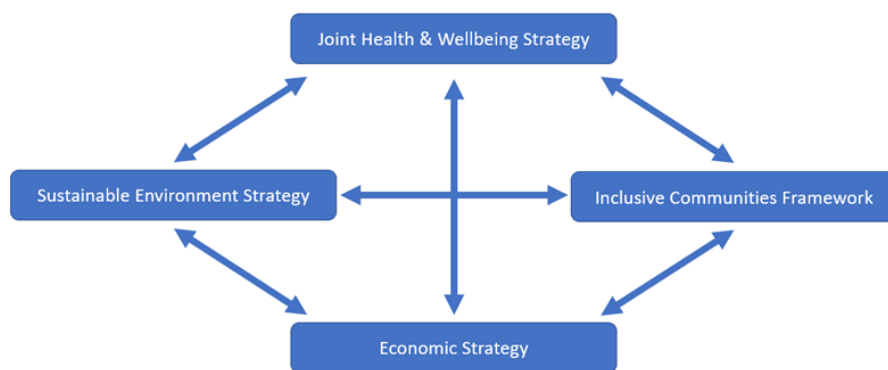 Joint Health & Wellbeing Strategy
Sustainable Environment Strategy
Inclusive Communities Framework
Economic Strategy